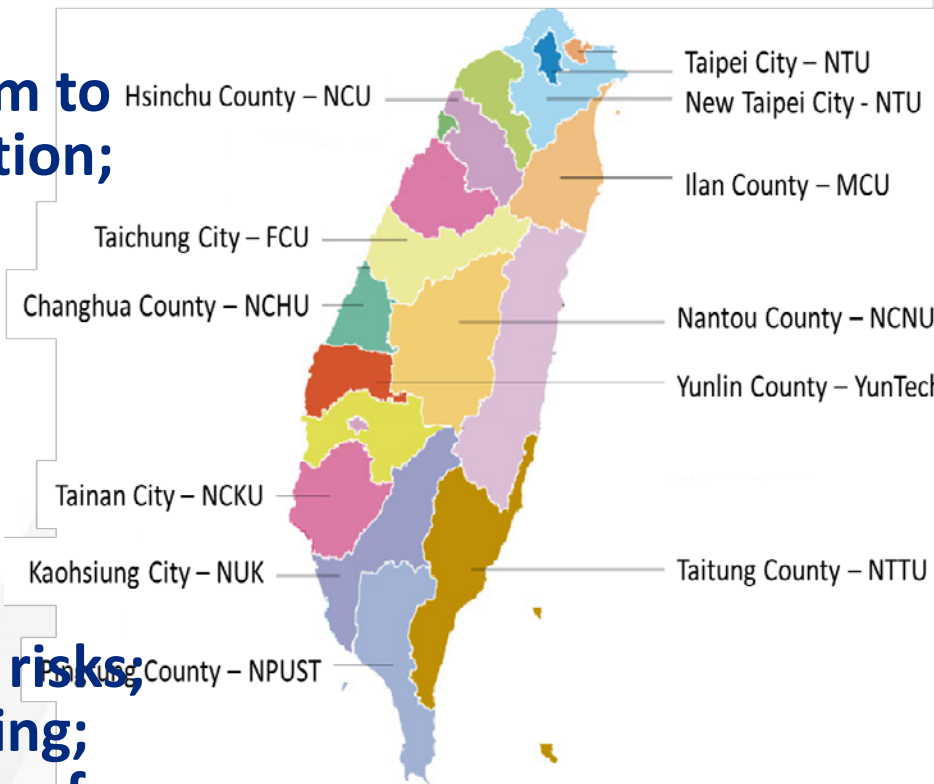 m to
tion;
Hsinchu County – NCU
Taichung City – FCU
Changhua County – NCHU
Tainan City – NCKU
Kaohsiung City – NUK
County – NPUST
risks;
ing;
Taipei City – NTU
New Taipei City - NTU
Ilan County – MCU
Nantou County – NCNU
Yunlin County – YunTech
Taitung County – NTTU